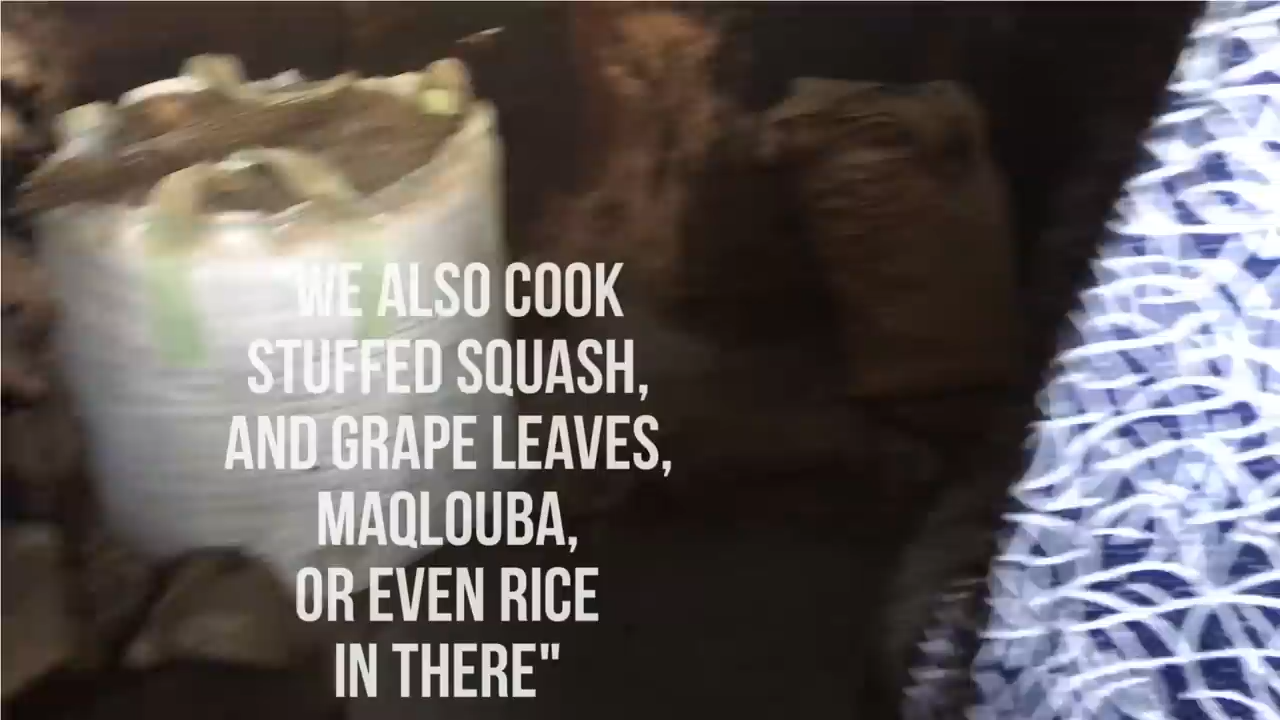 "WE ALSO COOK
STUFFED SQUASH,
AND GRAPE LEAVES,
MAQLOUBA,
OR EVEN RICE
IN THERE"